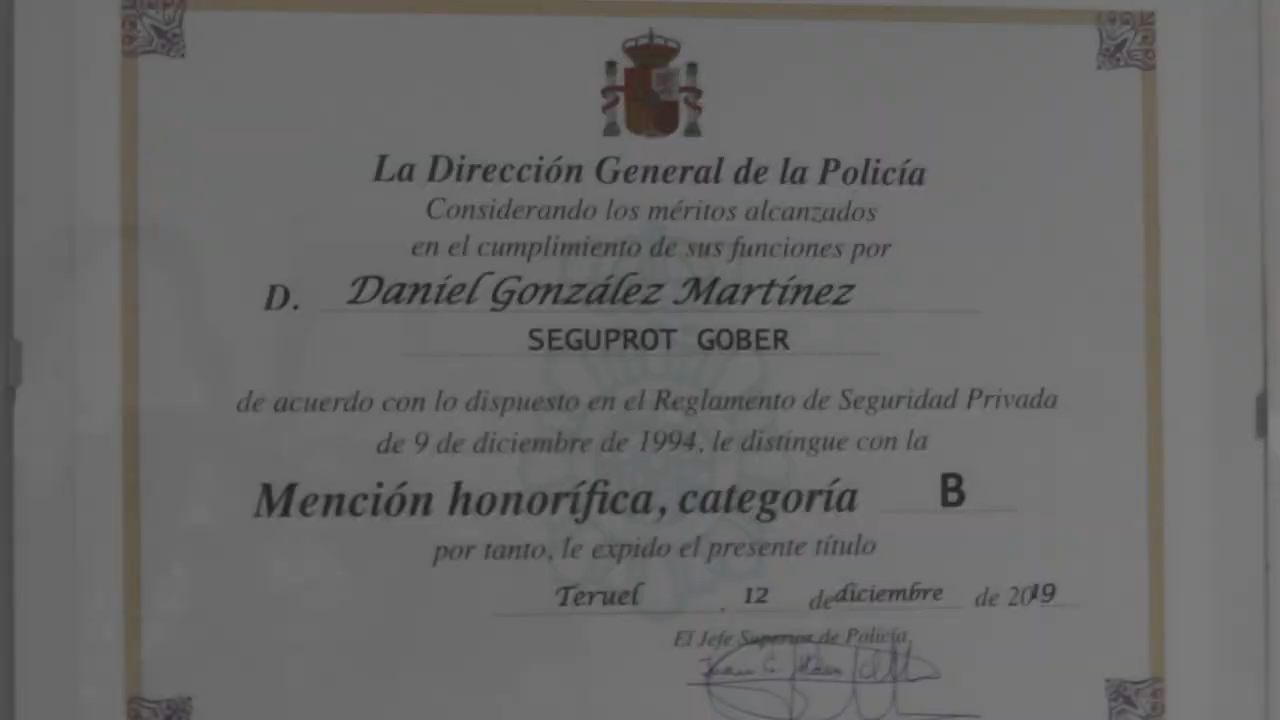 La Dirección General de la Policía
Considerando los méritos alcanzados
en el cumplimiento de sus funciones por
D. Daniel González Martínez
SEGUPROT GOBER
de acuerdo con lo dispuesto en el Reglamento de Seguridad Privada
de 9 de diciembre de 1994, le distingue con la
Mención honorífica, categoría B
por tanto, le expido el presente título
Teruel, 12 de diciembre de 2019
El Jefe Superior de Policía,